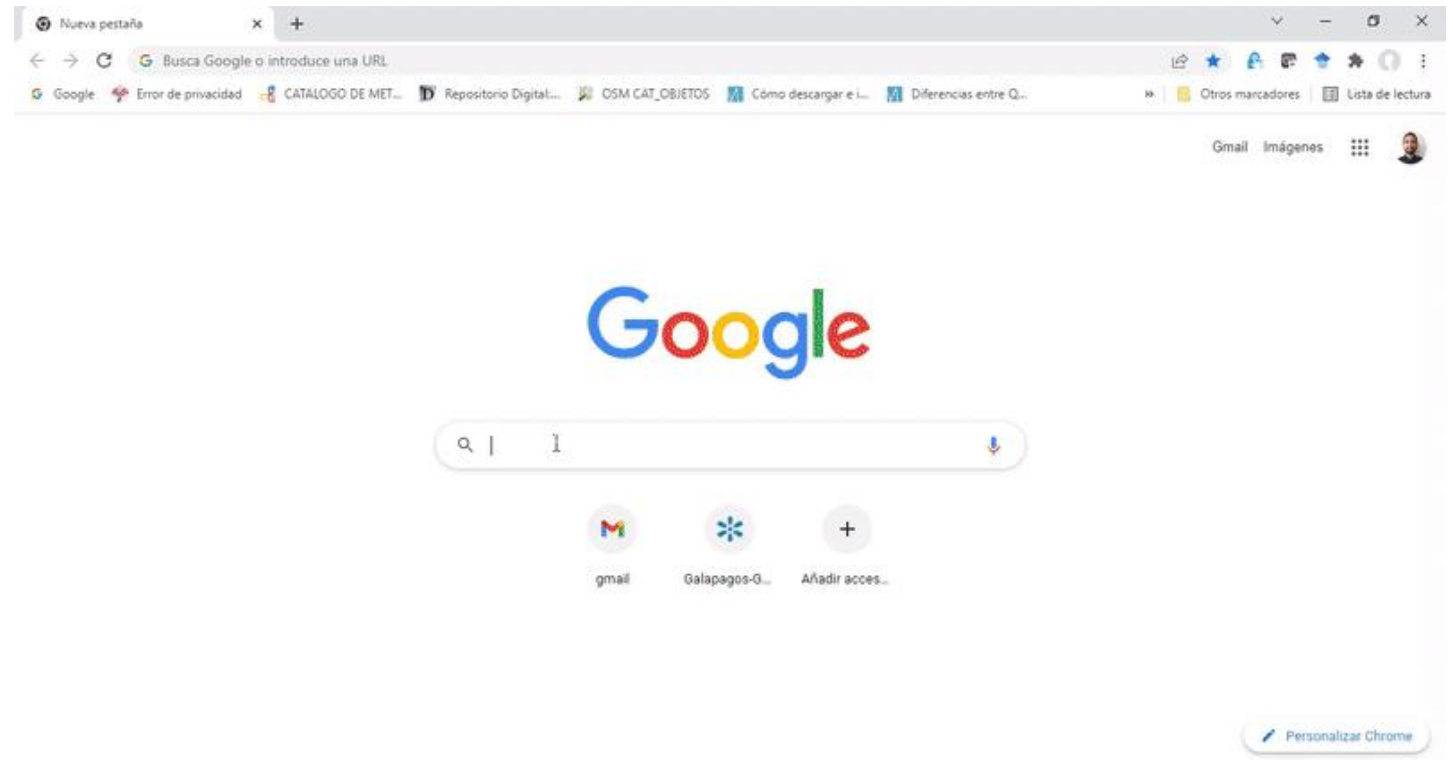 Nueva pestaña
Busca Google o introduce una URL
Google Error de privacidad CATALOGO DE MET... Repositorio Digital:... OSM CAT_OBJETOS Cómo descargar e i... Diferencias entre Q... » Otros marcadores Lista de lectura
Gmail Imágenes
Google
gmail Galapagos-G... Añadir acces...
Personalizar Chrome